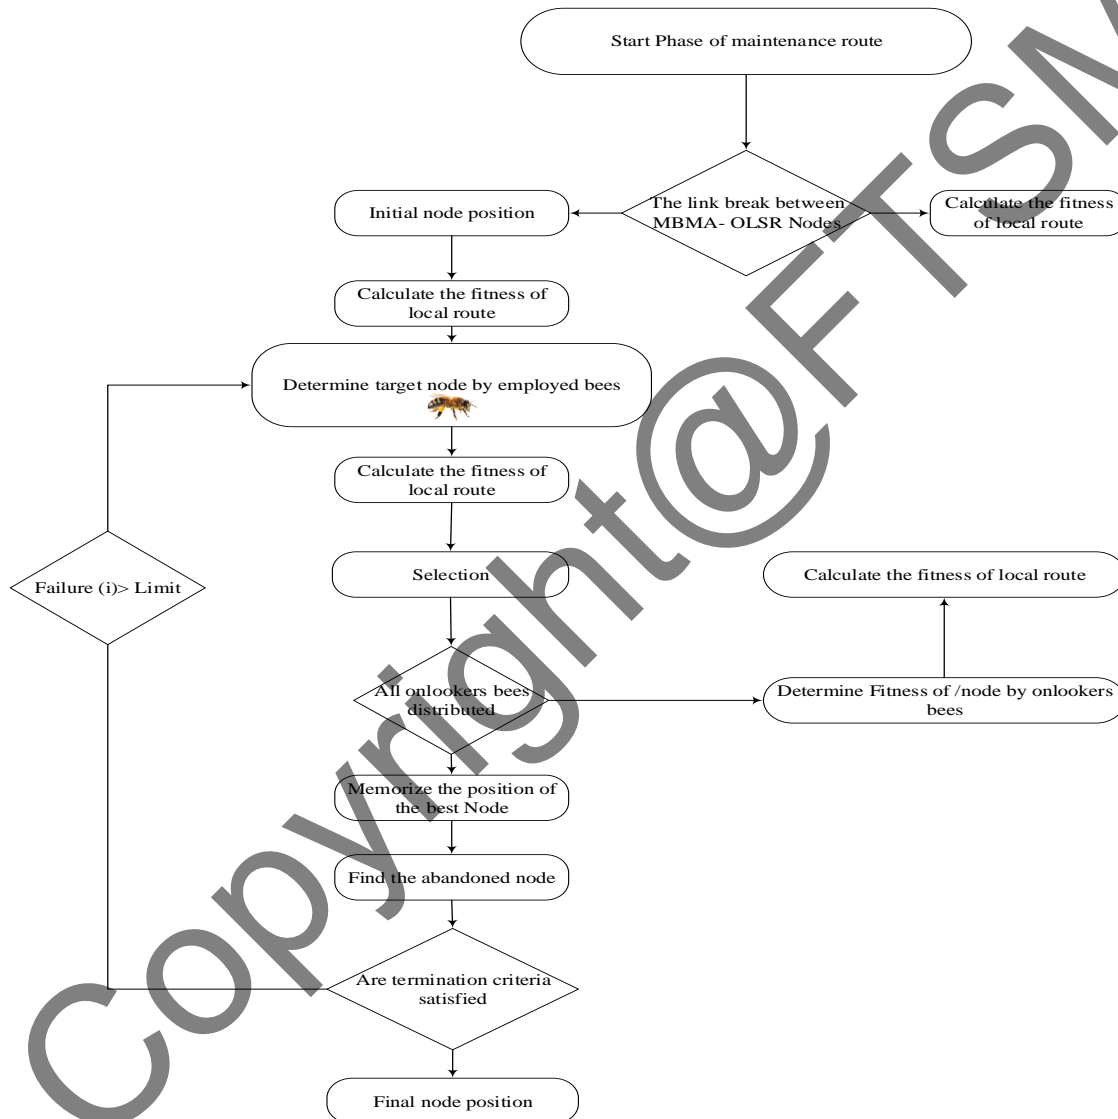 Start Phase of maintenance route
The link break between
MBMA- OLSR Nodes
Initial node position
Calculate the fitness
of local route
Calculate the fitness of
local route
Determine target node by employed bees
Calculate the fitness of
local route
Failure (i)> Limit
Selection
Calculate the fitness of local route
All onlookers bees
distributed
Determine Fitness of /node by onlookers
bees
Memorize the position of
the best Node
Find the abandoned node
Are termination criteria
satisfied
Final node position
Copyright@FTSM